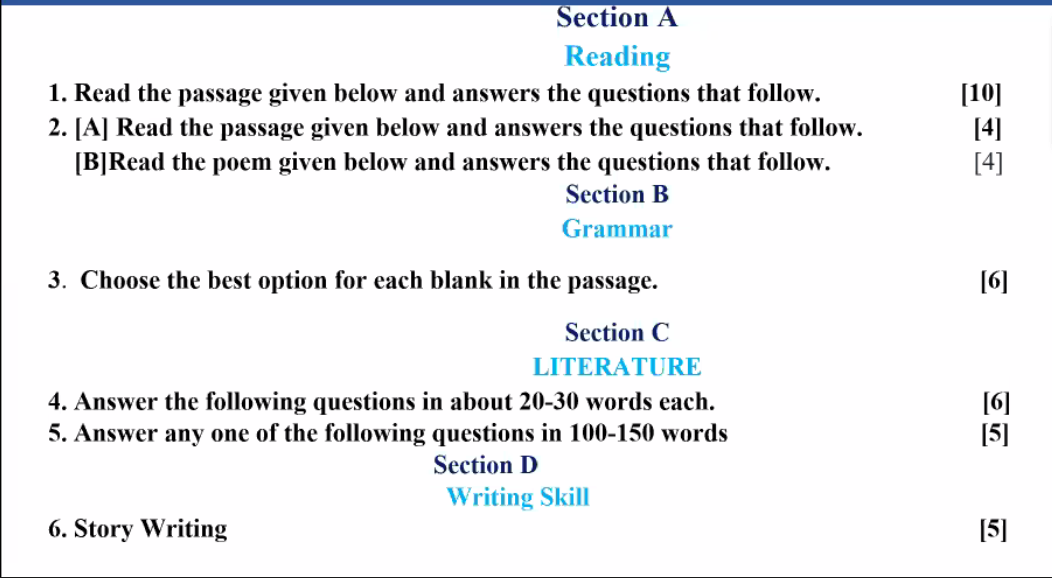 Section A
Reading
1. Read the passage given below and answers the questions that follow. [10]
2. [A] Read the passage given below and answers the questions that follow. [4]
[B]Read the poem given below and answers the questions that follow. [4]
Section B
Grammar
3. Choose the best option for each blank in the passage. [6]
Section C
LITERATURE
4. Answer the following questions in about 20-30 words each. [6]
5. Answer any one of the following questions in 100-150 words [5]
Section D
Writing Skill
6. Story Writing [5]